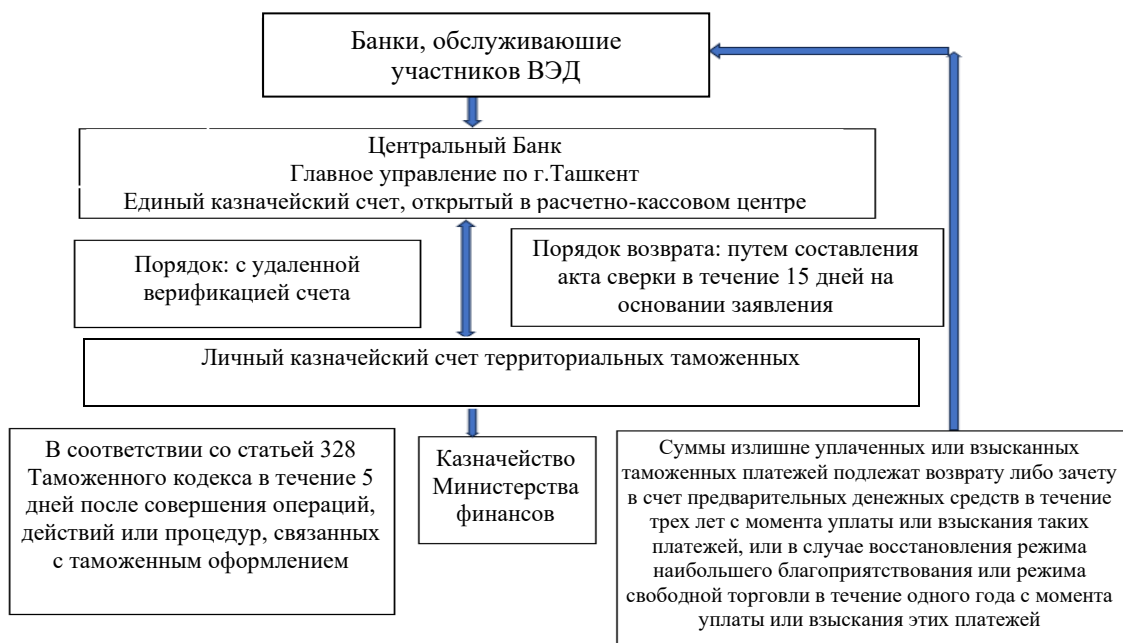 Банки, обслуживаюшие
участников ВЭД
Центральный Банк
Главное управление по г.Ташкент
Единый казначейский счет, открытый в расчетно-кассовом центре
Порядок: с удаленной
верификацией счета
Порядок возврата: путем составления
акта сверки в течение 15 дней на
основании заявления
Личный казначейский счет территориальных таможенных
В соответствии со статьей 328
Таможенного кодекса в течение 5
дней после совершения операций,
действий или процедур, связанных
с таможенным оформлением
Казначейство
Министерства
финансов
Суммы излишне уплаченных или взысканных
таможенных платежей подлежат возврату либо зачету
в счет предварительных денежных средств в течение
трех лет с момента уплаты или взыскания таких
платежей, или в случае восстановления режима
наибольшего благоприятствования или режима
свободной торговли в течение одного года с момента
уплаты или взыскания этих платежей